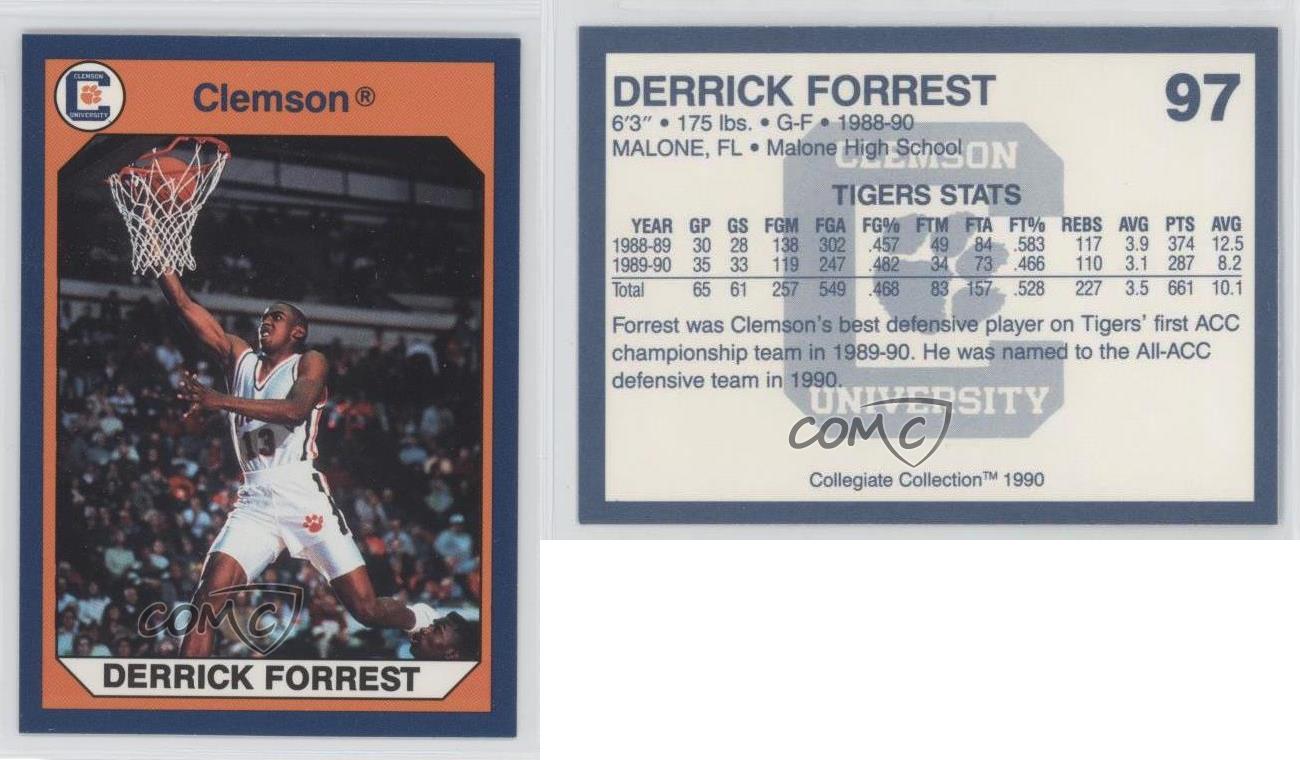 CLEMSON
UNIVERSITY
Clemson ®
13
COMC
DERRICK FORREST
DERRICK FORREST
97
6'3" • 175 lbs. • G-F • 1988-90
MALONE, FL • Malone High School
CLEMSON
TIGERS STATS
YEAR GP GS FGM FGA FG% FTM FTA FT% REBS AVG PTS AVG
1988-89 30 28 138 302 .457 49 84 .583 117 3.9 374 12.5
1989-90 35 33 119 247 .482 34 73 .466 110 3.1 287 8.2
Total 65 61 257 549 .468 83 157 .528 227 3.5 661 10.1
Forrest was Clemson's best defensive player on Tigers' first ACC
championship team in 1989-90. He was named to the All-ACC
defensive team in 1990.
UNIVERSITY
COMC
Collegiate Collection™ 1990